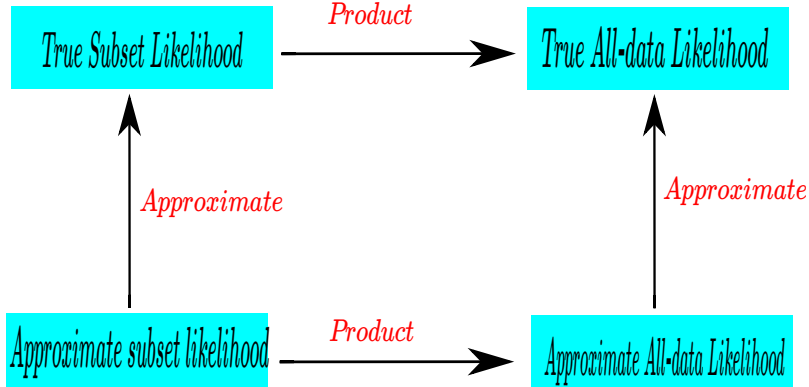 Product
True Subset Likelihood
True All-data Likelihood
Approximate
Approximate
Product
Approximate subset likelihood
Approximate All-data Likelihood